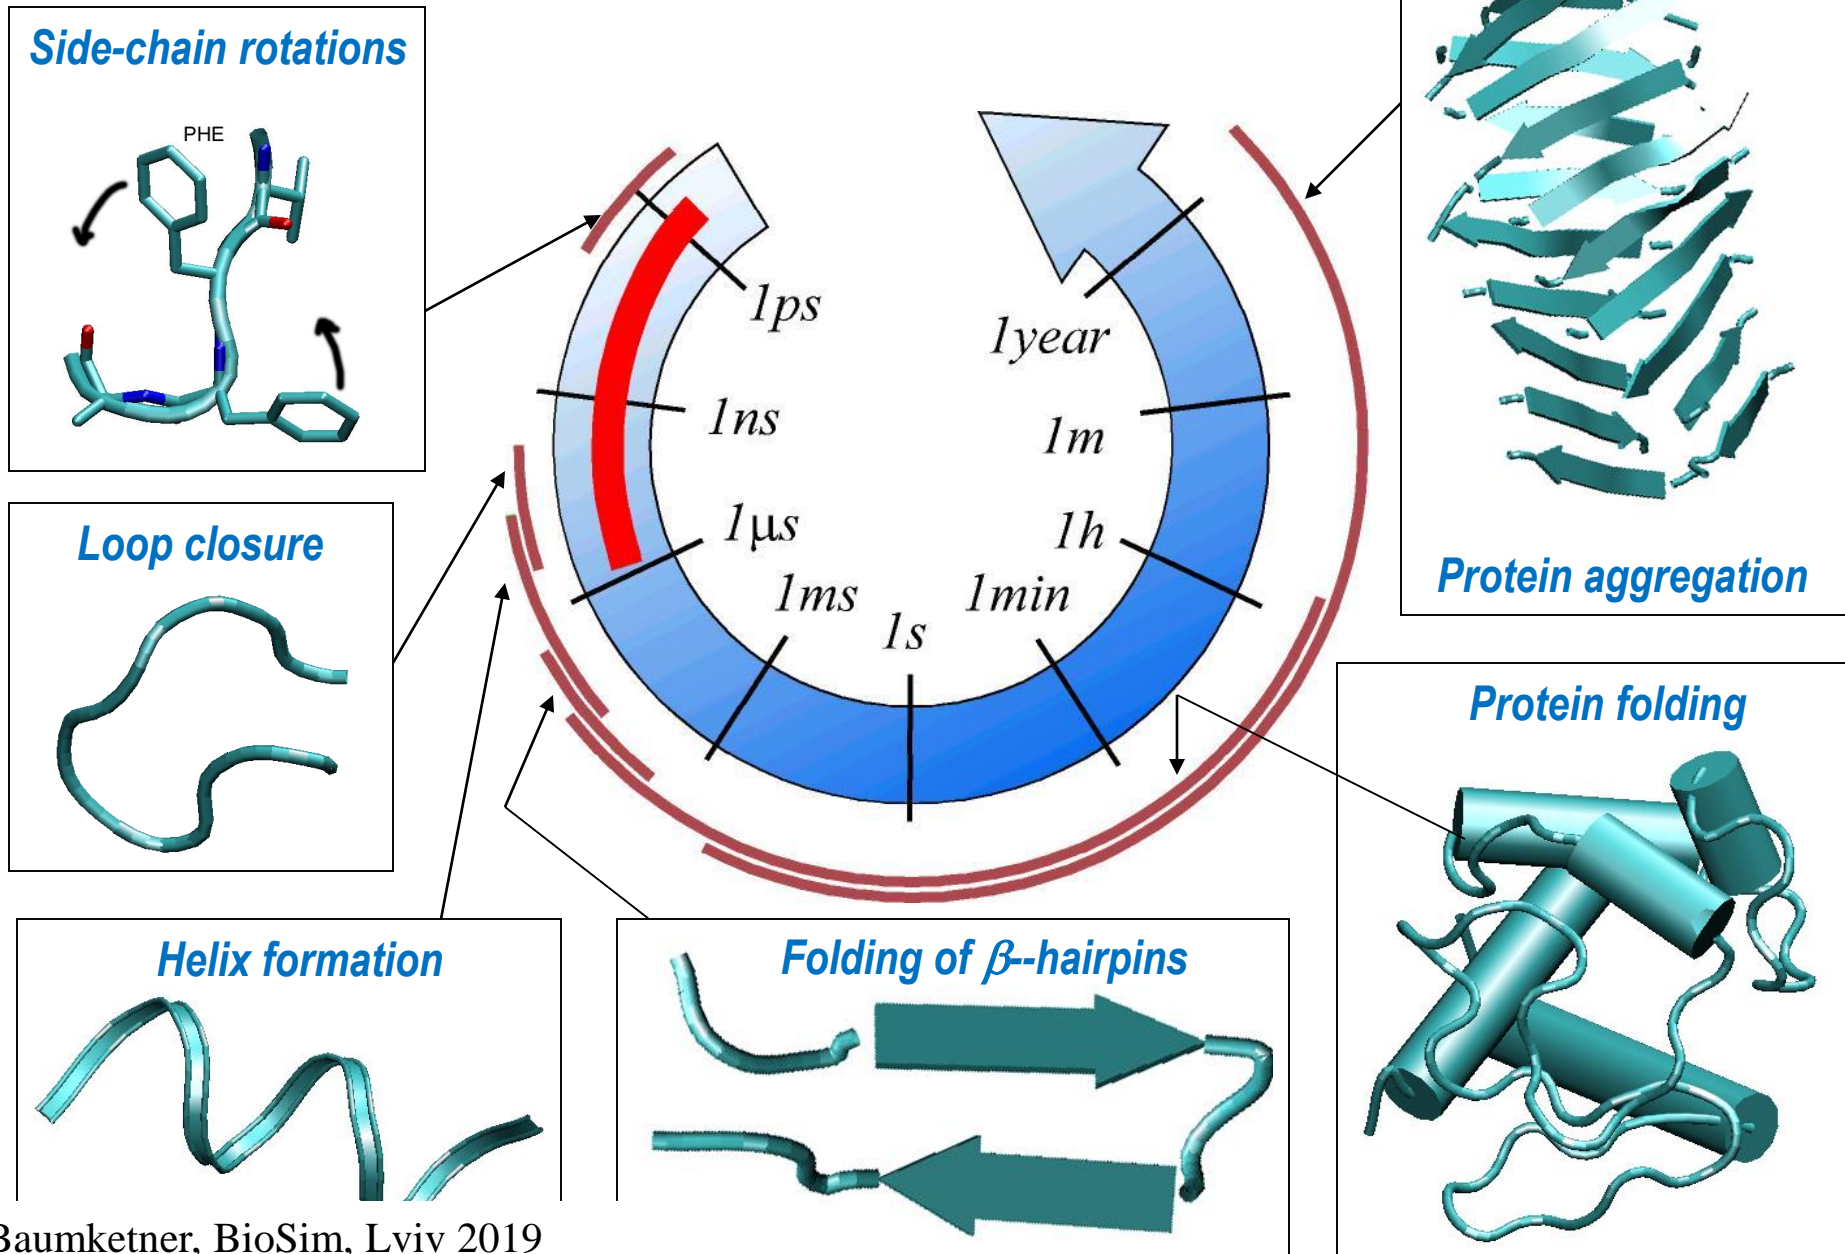 Side-chain rotations
PHE
1ps
1ns
1μs
1ms
1s
1min
1h
1m
1year
Protein aggregation
Loop closure
Protein folding
Helix formation
Folding of β--hairpins
Baumketner, BioSim, Lviv 2019